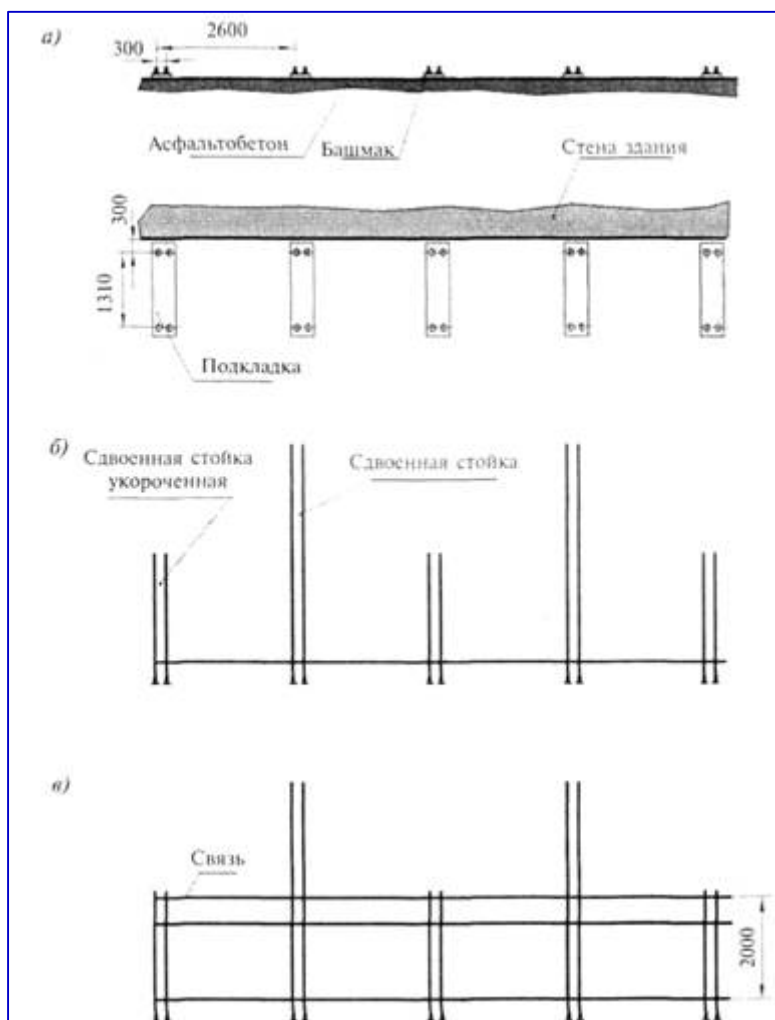 а)
2600
300
Асфальтобетон
Башмак
Стена здания
300
1310
Подкладка
б)
Сдвоенная стойка
укороченная
Сдвоенная стойка
в)
Связь
2000